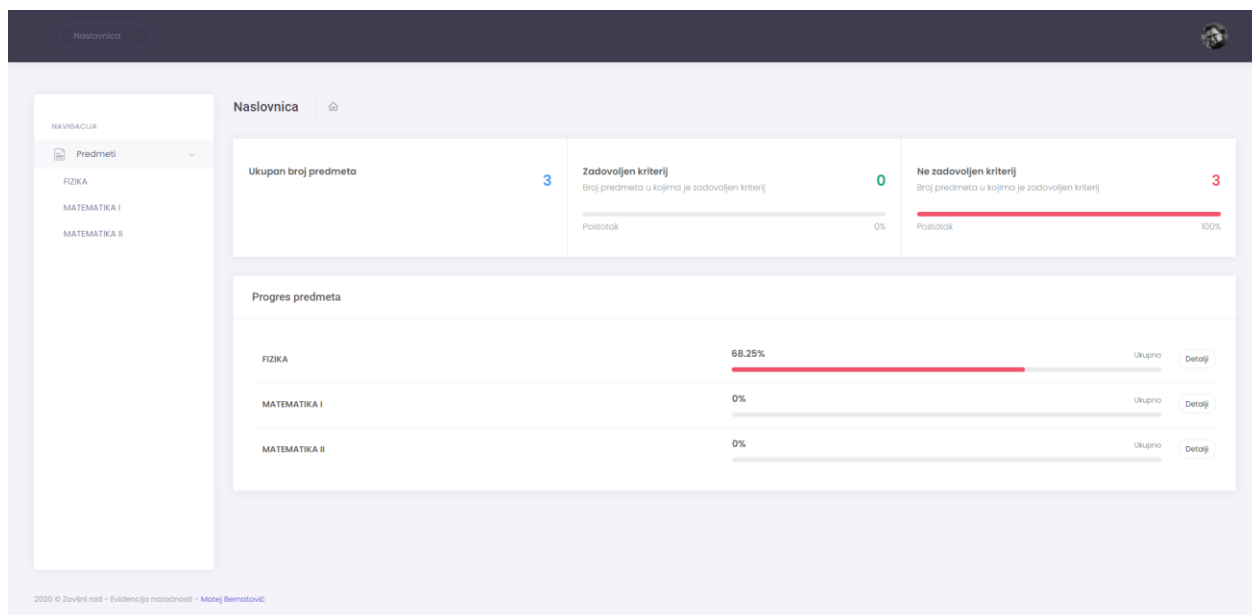 Naslovnica
Naslovnica
NAVIGACIJA
Predmeti
FIZIKA
MATEMATIKA I
MATEMATIKA II
Ukupan broj predmeta
3
Zadovoljen kriterij
Broj predmeta u kojima je zadovoljen kriterij
0
Postotak 0%
Ne zadovoljen kriterij
Broj predmeta u kojima je zadovoljen kriterij
3
Postotak 100%
Progres predmeta
FIZIKA 68.25% Ukupno Detalji
MATEMATIKA I 0% Ukupno Detalji
MATEMATIKA II 0% Ukupno Detalji
2020 © Završni rad - Evidencija nazočnosti - Matej Bernatović